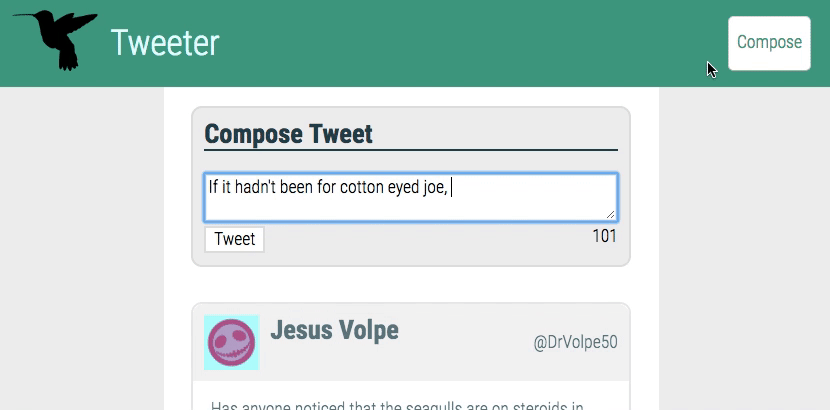 Tweeter
Compose
Compose Tweet
If it hadn't been for cotton eyed joe,
Tweet
101
Jesus Volpe
@DrVolpe50
Has anyone noticed that the seagulls are on steroids in